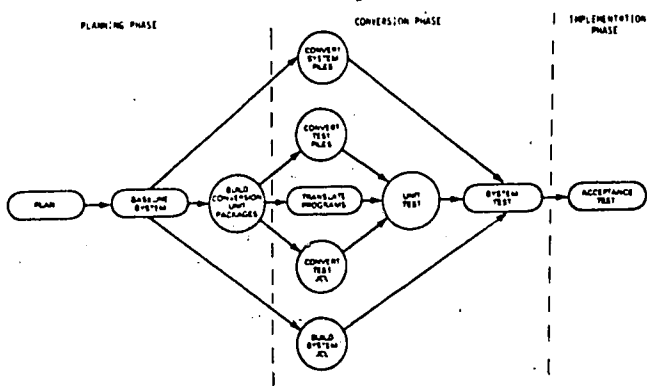 PLANNING PHASE
CONVERSION PHASE
IMPLEMENTATION
PHASE
CONVERT
SYSTEM
FILES
CONVERT
TEST
FILES
PLAN
BASELINE
SYSTEM
BUILD
CONVERSION
UNIT
PACKAGES
TRANSLATE
PROGRAMS
UNIT
TEST
SYSTEM
TEST
ACCEPTANCE
TEST
CONVERT
TEST
JCL
BUILD
SYSTEM
JCL